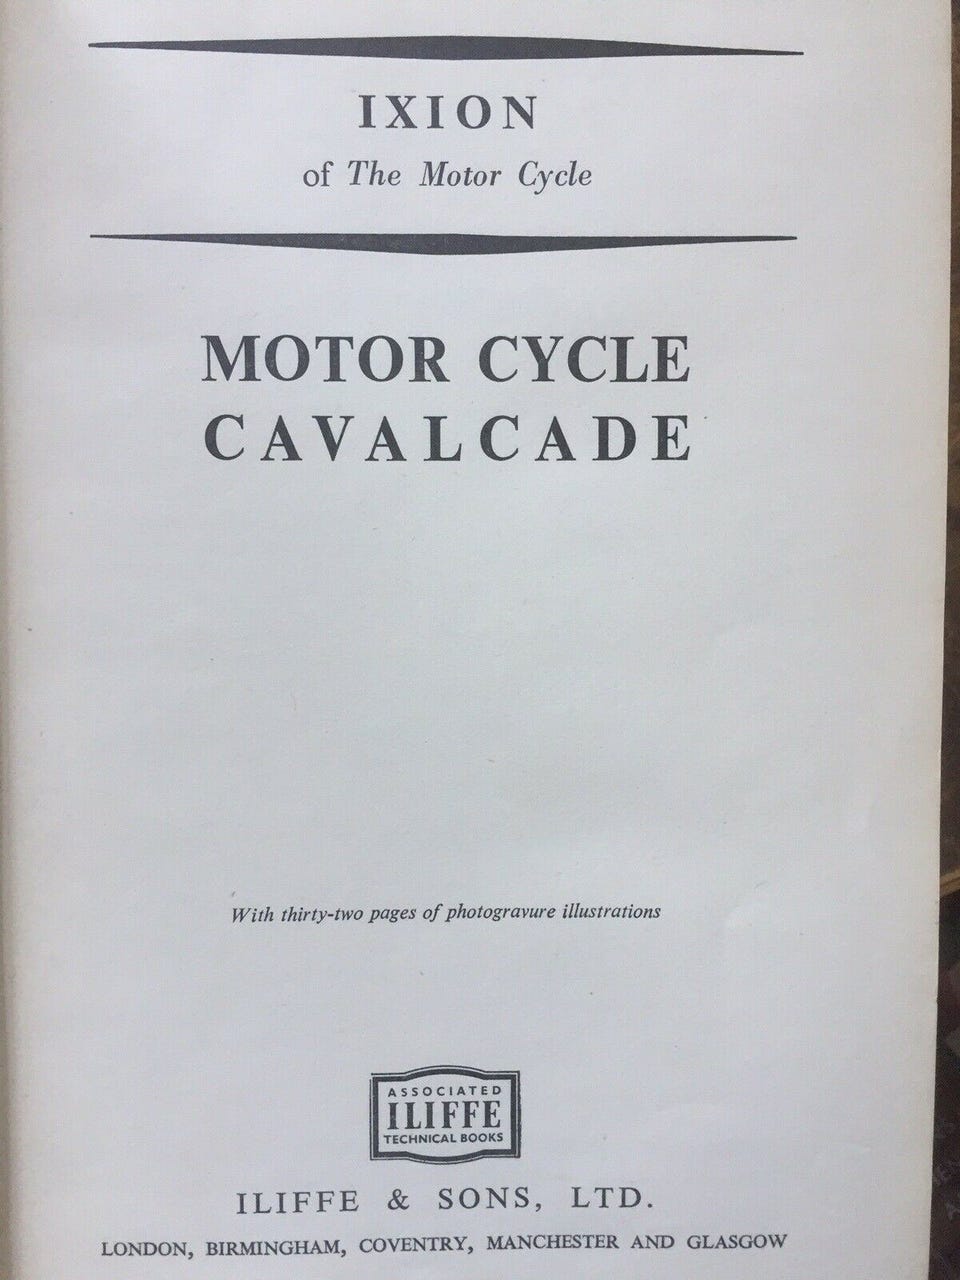 IXION
of The Motor Cycle
MOTOR CYCLE
CAVALCADE
With thirty-two pages of photogravure illustrations
ASSOCIATED
ILIFFE
TECHNICAL BOOKS
ILIFFE & SONS, LTD.
LONDON, BIRMINGHAM, COVENTRY, MANCHESTER AND GLASGOW